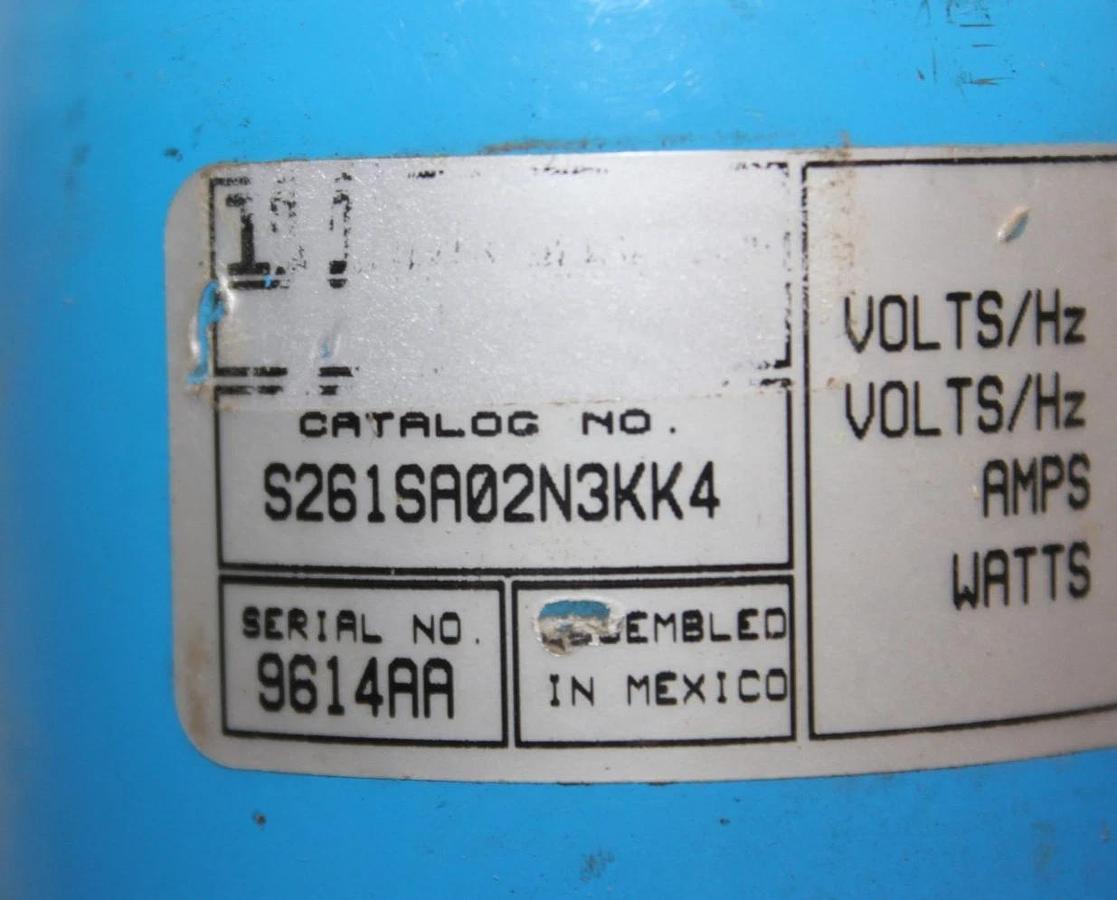 CATALOG NO.
S261SA02N3KK4
SERIAL NO.
9614AA
IN MEXICO
VOLTS/Hz
VOLTS/Hz
AMPS
WATTS